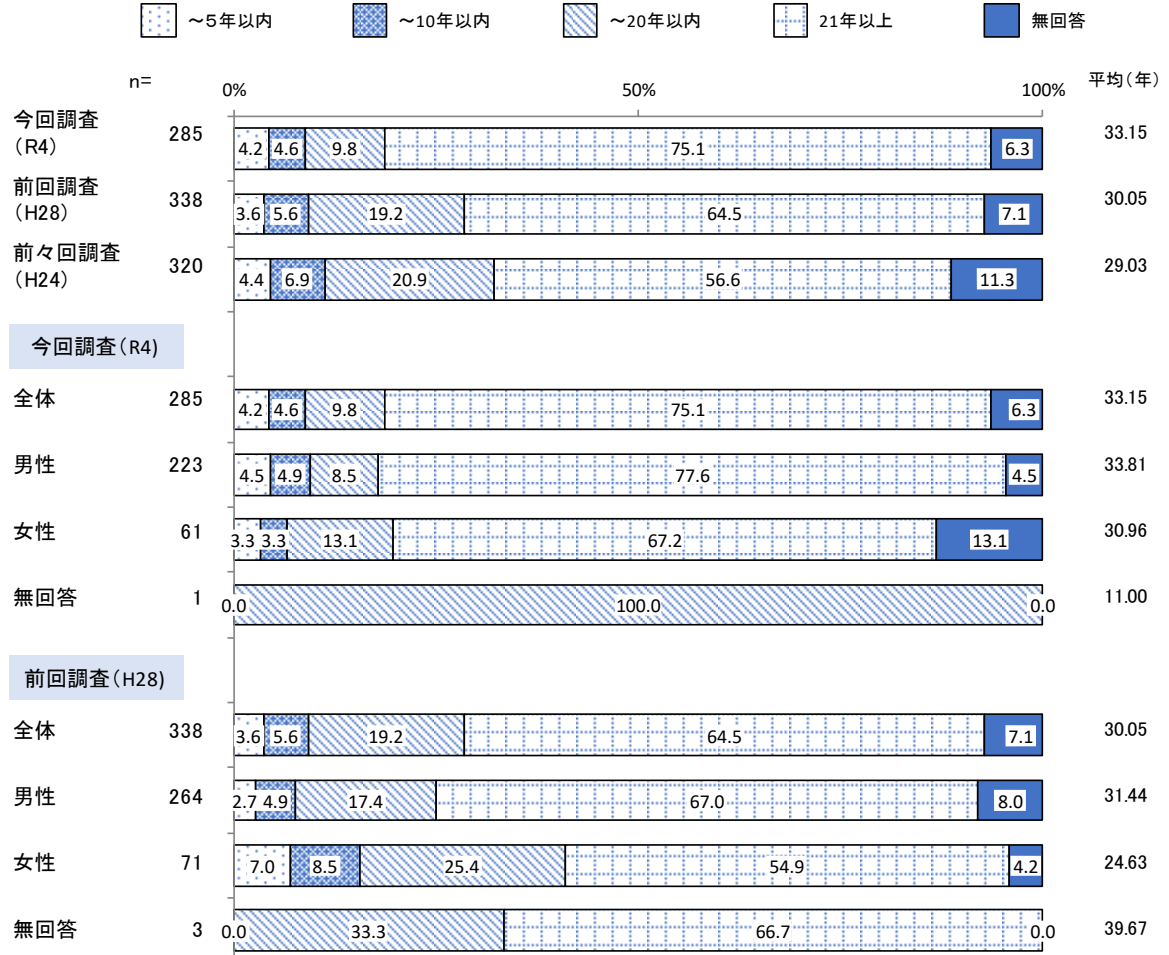 ～５年以内 ～10年以内 ～20年以内 21年以上 無回答
n= 0% 50% 100% 平均(年)
今回調査
(R4) 285 4.2 4.6 9.8 75.1 6.3 33.15
前回調査
(H28) 338 3.6 5.6 19.2 64.5 7.1 30.05
前々回調査
(H24) 320 4.4 6.9 20.9 56.6 11.3 29.03
今回調査(R4)
全体 285 4.2 4.6 9.8 75.1 6.3 33.15
男性 223 4.5 4.9 8.5 77.6 4.5 33.81
女性 61 3.3 3.3 13.1 67.2 13.1 30.96
無回答 1 0.0 100.0 0.0 11.00
前回調査(H28)
全体 338 3.6 5.6 19.2 64.5 7.1 30.05
男性 264 2.7 4.9 17.4 67.0 8.0 31.44
女性 71 7.0 8.5 25.4 54.9 4.2 24.63
無回答 3 0.0 33.3 66.7 0.0 39.67